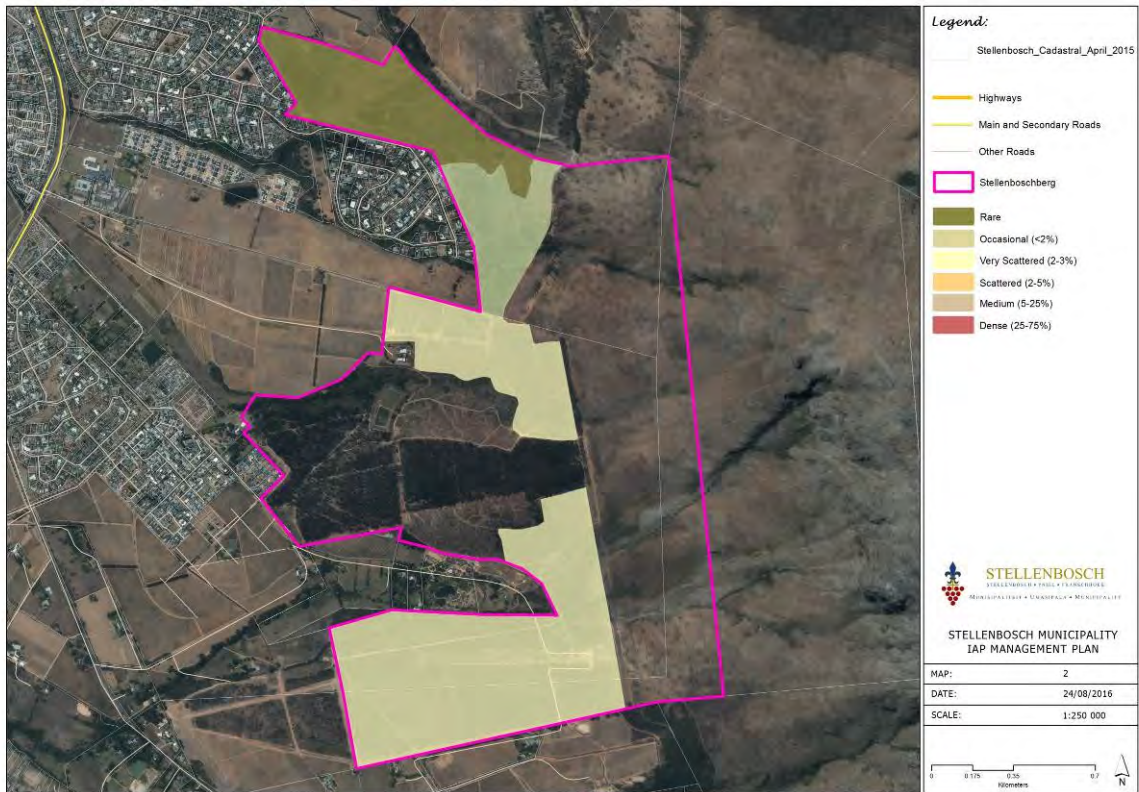 Legend:
Stellenbosch_Cadastral_April_2015
Highways
Main and Secondary Roads
Other Roads
Stellenboschberg
Rare
Occasional (<2%)
Very Scattered (2-3%)
Scattered (2-5%)
Medium (5-25%)
Dense (25-75%)
STELLENBOSCH
STELLENBOSCH • PAARL • FRANSCHHOEK
MUNISIPALITEIT • UMASIPALA • MUNICIPALITY
STELLENBOSCH MUNICIPALITY
IAP MANAGEMENT PLAN
MAP: 2
DATE: 24/08/2016
SCALE: 1:250 000
0 0.175 0.35 0.7
Kilometers
N